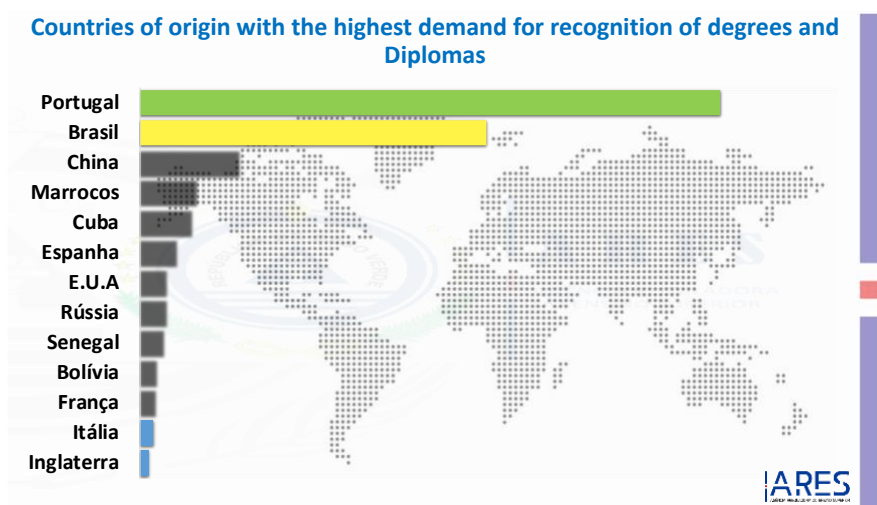 Countries of origin with the highest demand for recognition of degrees and
Diplomas
Portugal
Brasil
China
Marrocos
Cuba
Espanha
E.U.A
Rússia
Senegal
Bolívia
França
Itália
Inglaterra
ARES